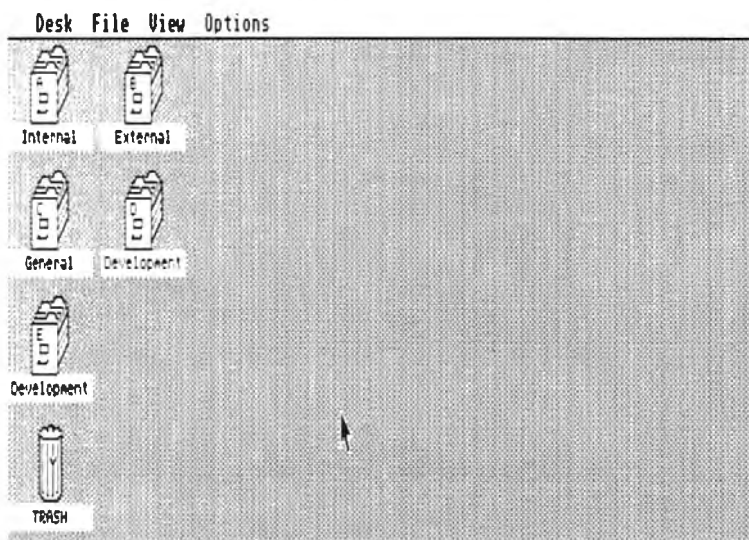 Desk File View Options
A B
Internal External
C D
General Development
E
Development
TRASH